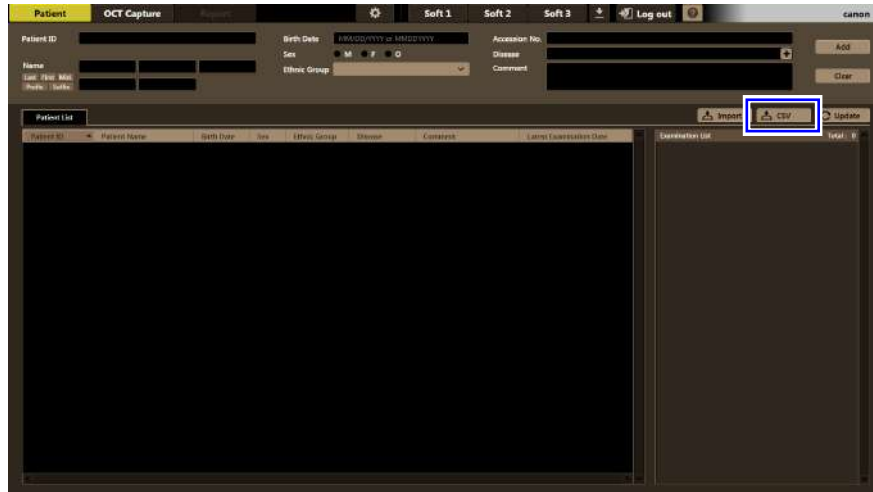 Patient OCT Capture Report Soft 1 Soft 2 Soft 3 Log out canon
Patient ID Birth Date MM/DD/YYYY or MMDDYYYY Accession No. Add
Sex M F O Disease
Name Ethnic Group Comment
Last First Mid. Clear
Prefix Suffix
Patient List Import CSV Update
Patient ID Patient Name Birth Date Sex Ethnic Group Disease Comment Latest Examination Date Examination List Total: 0